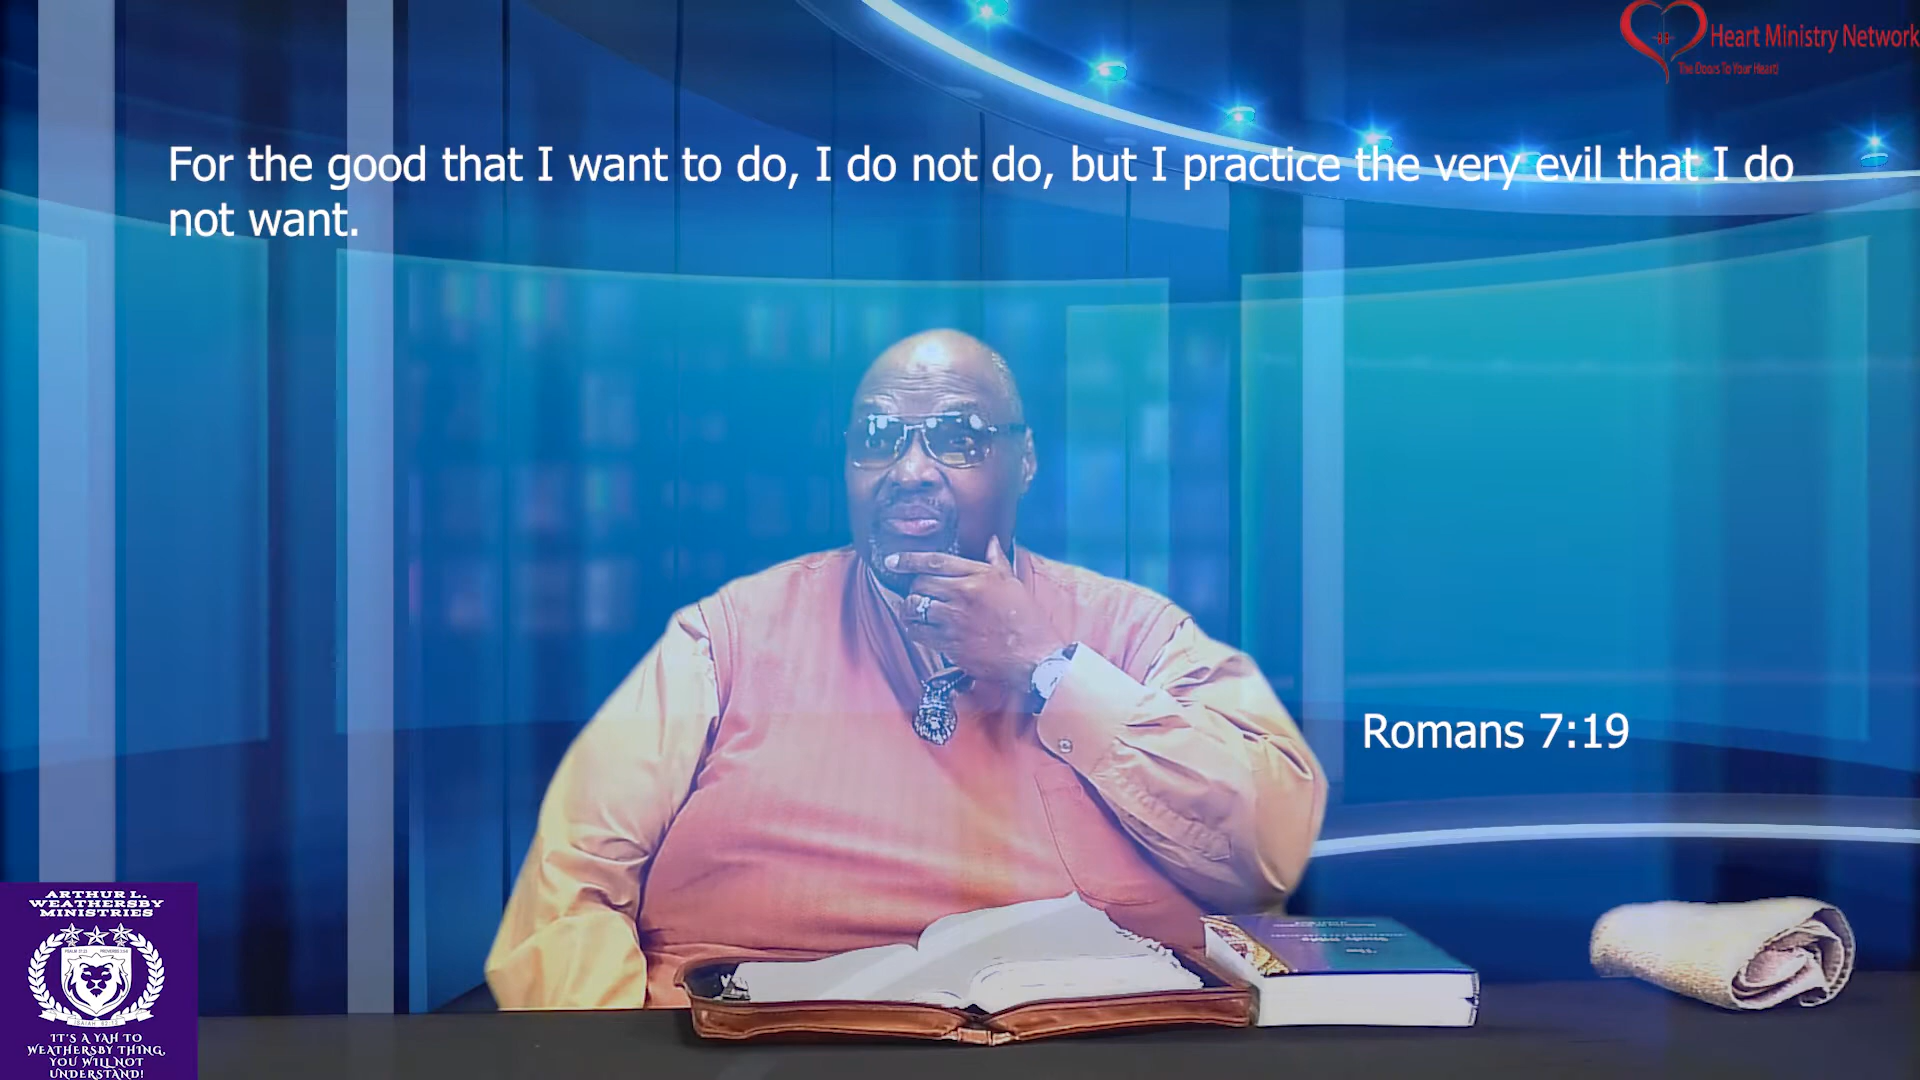 Heart Ministry Network
The Doors To Your Heart!
For the good that I want to do, I do not do, but I practice the very evil that I do
not want.
Romans 7:19
ARTHUR L.
WEATHERSBY
MINISTRIES
IT'S A YAH TO
WEATHERSBY THING,
YOU WILL NOT
UNDERSTAND!